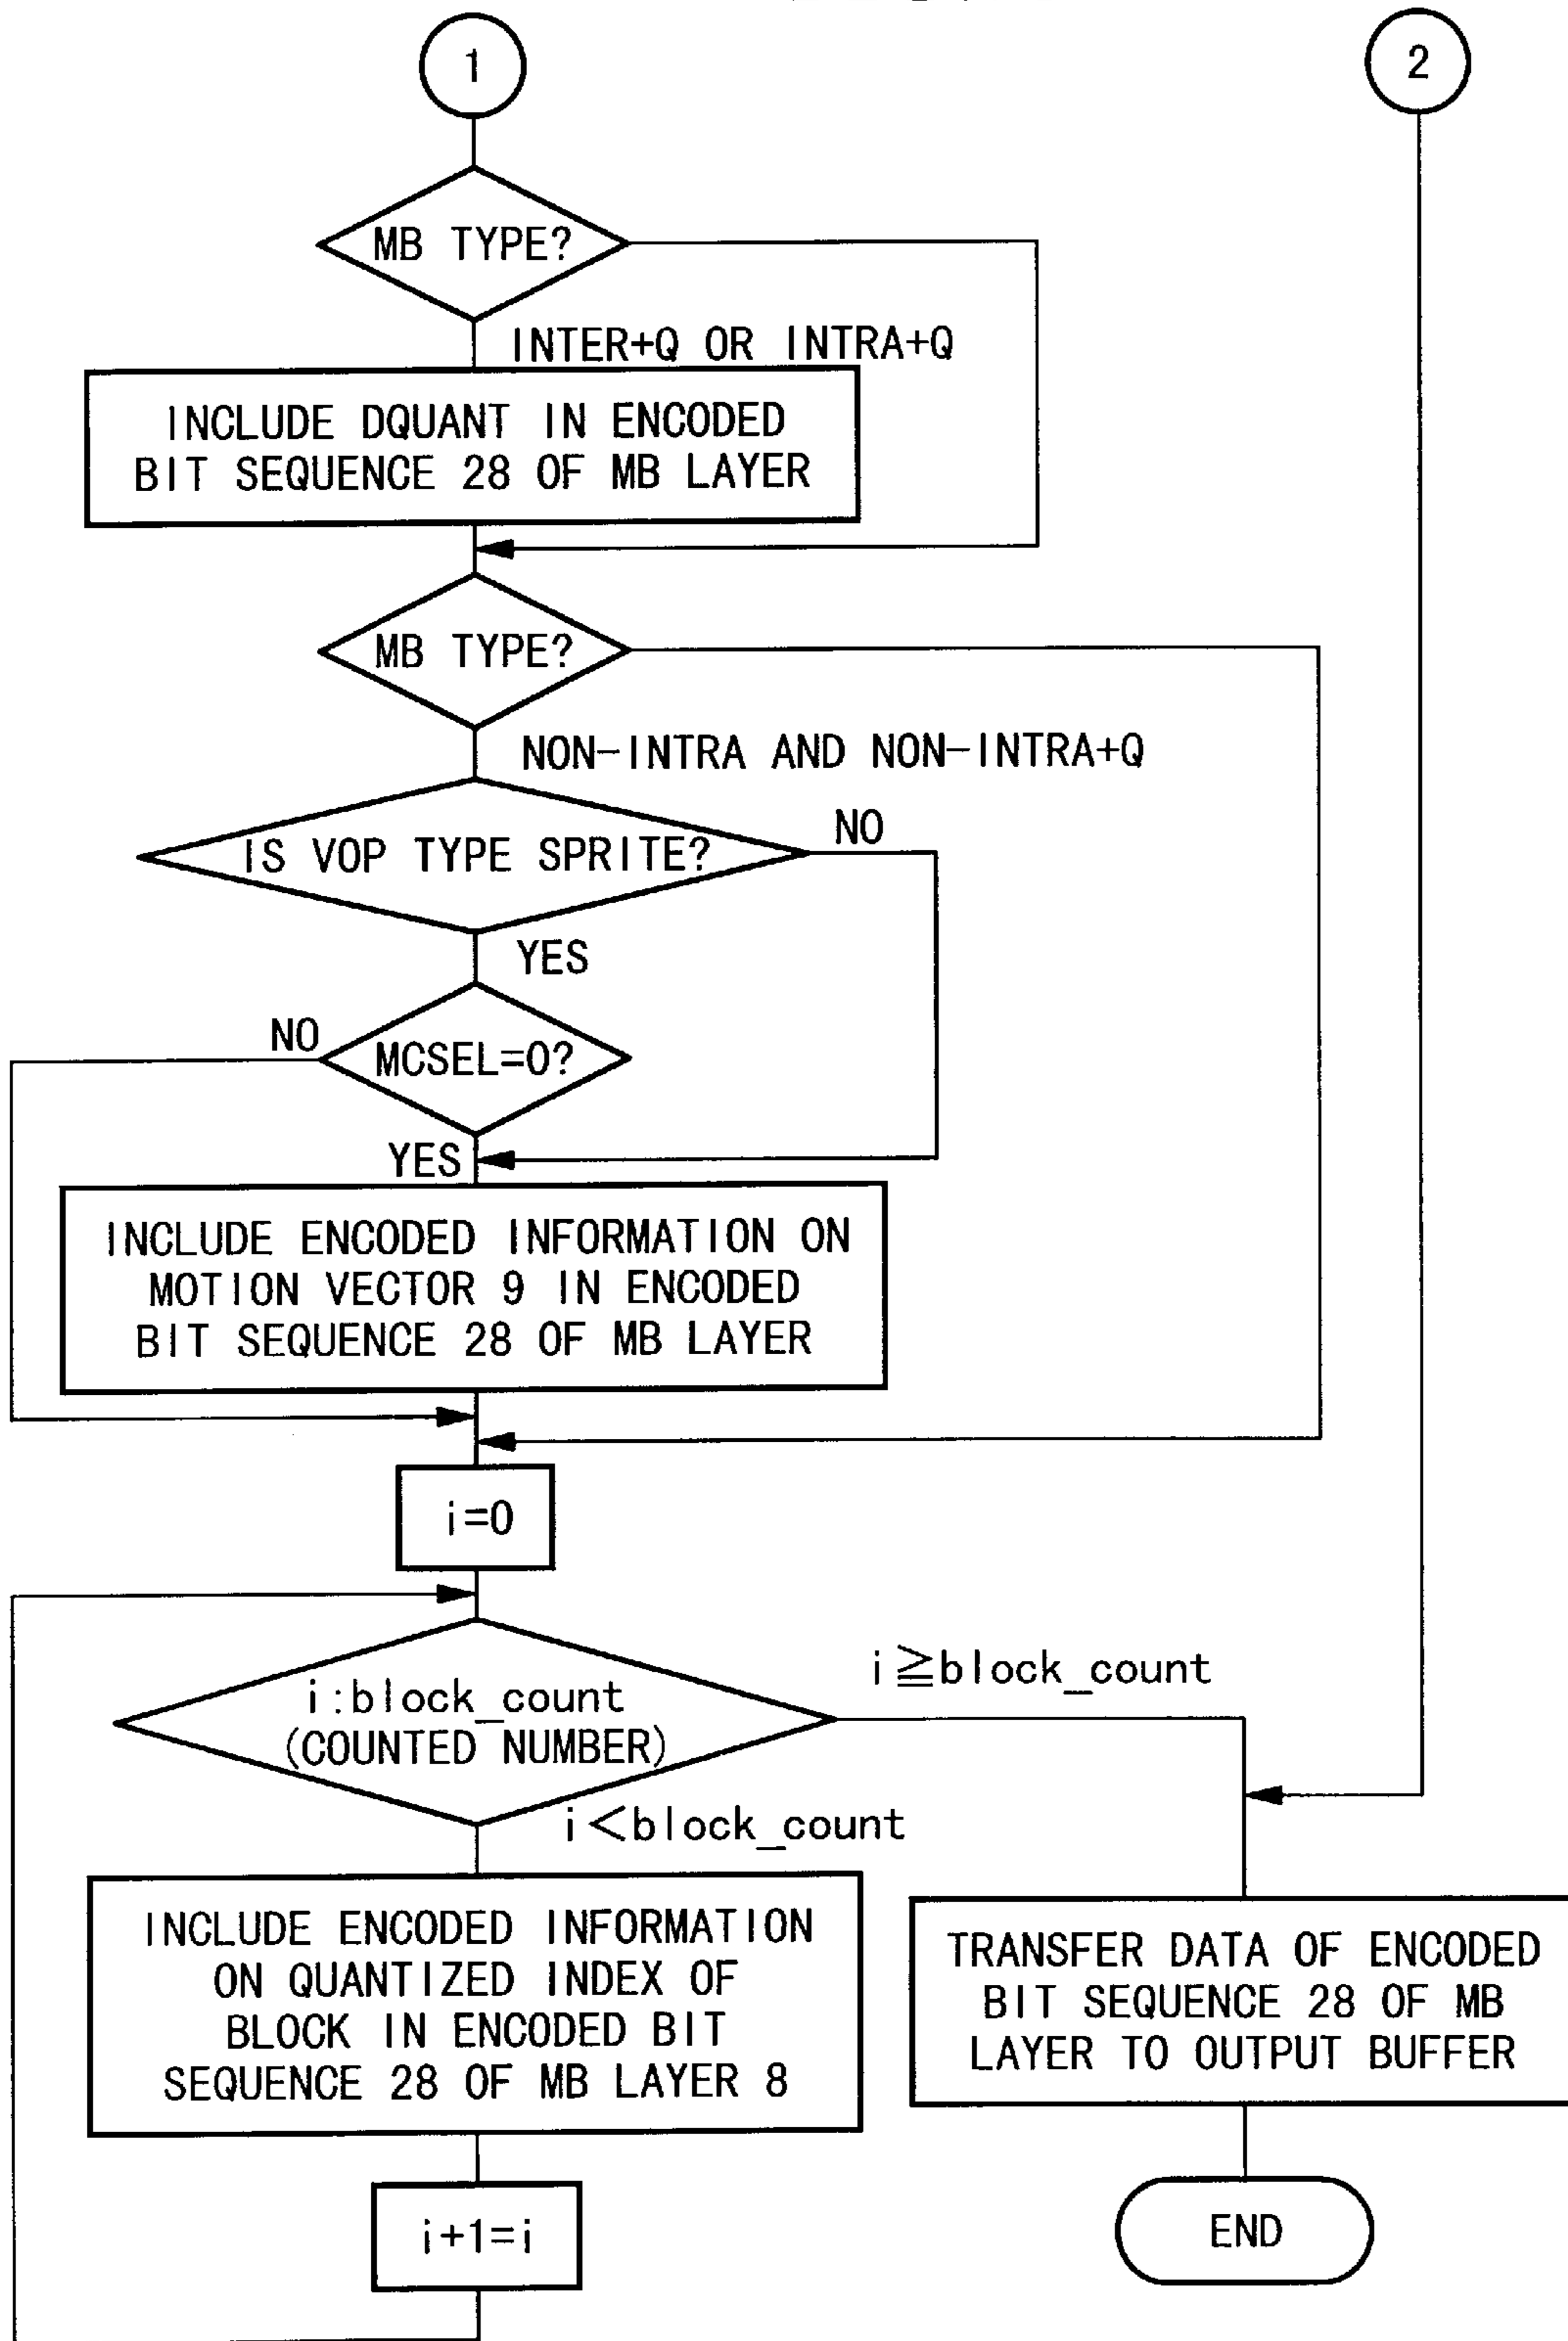 1
2
MB TYPE?
INTER+Q OR INTRA+Q
INCLUDE DQUANT IN ENCODED
BIT SEQUENCE 28 OF MB LAYER
MB TYPE?
NON-INTRA AND NON-INTRA+Q
IS VOP TYPE SPRITE?
NO
YES
NO
MCSEL=0?
YES
INCLUDE ENCODED INFORMATION ON
MOTION VECTOR 9 IN ENCODED
BIT SEQUENCE 28 OF MB LAYER
i=0
i:block_count
(COUNTED NUMBER)
i≧block_count
i<block_count
INCLUDE ENCODED INFORMATION
ON QUANTIZED INDEX OF
BLOCK IN ENCODED BIT
SEQUENCE 28 OF MB LAYER 8
TRANSFER DATA OF ENCODED
BIT SEQUENCE 28 OF MB
LAYER TO OUTPUT BUFFER
i+1=i
END